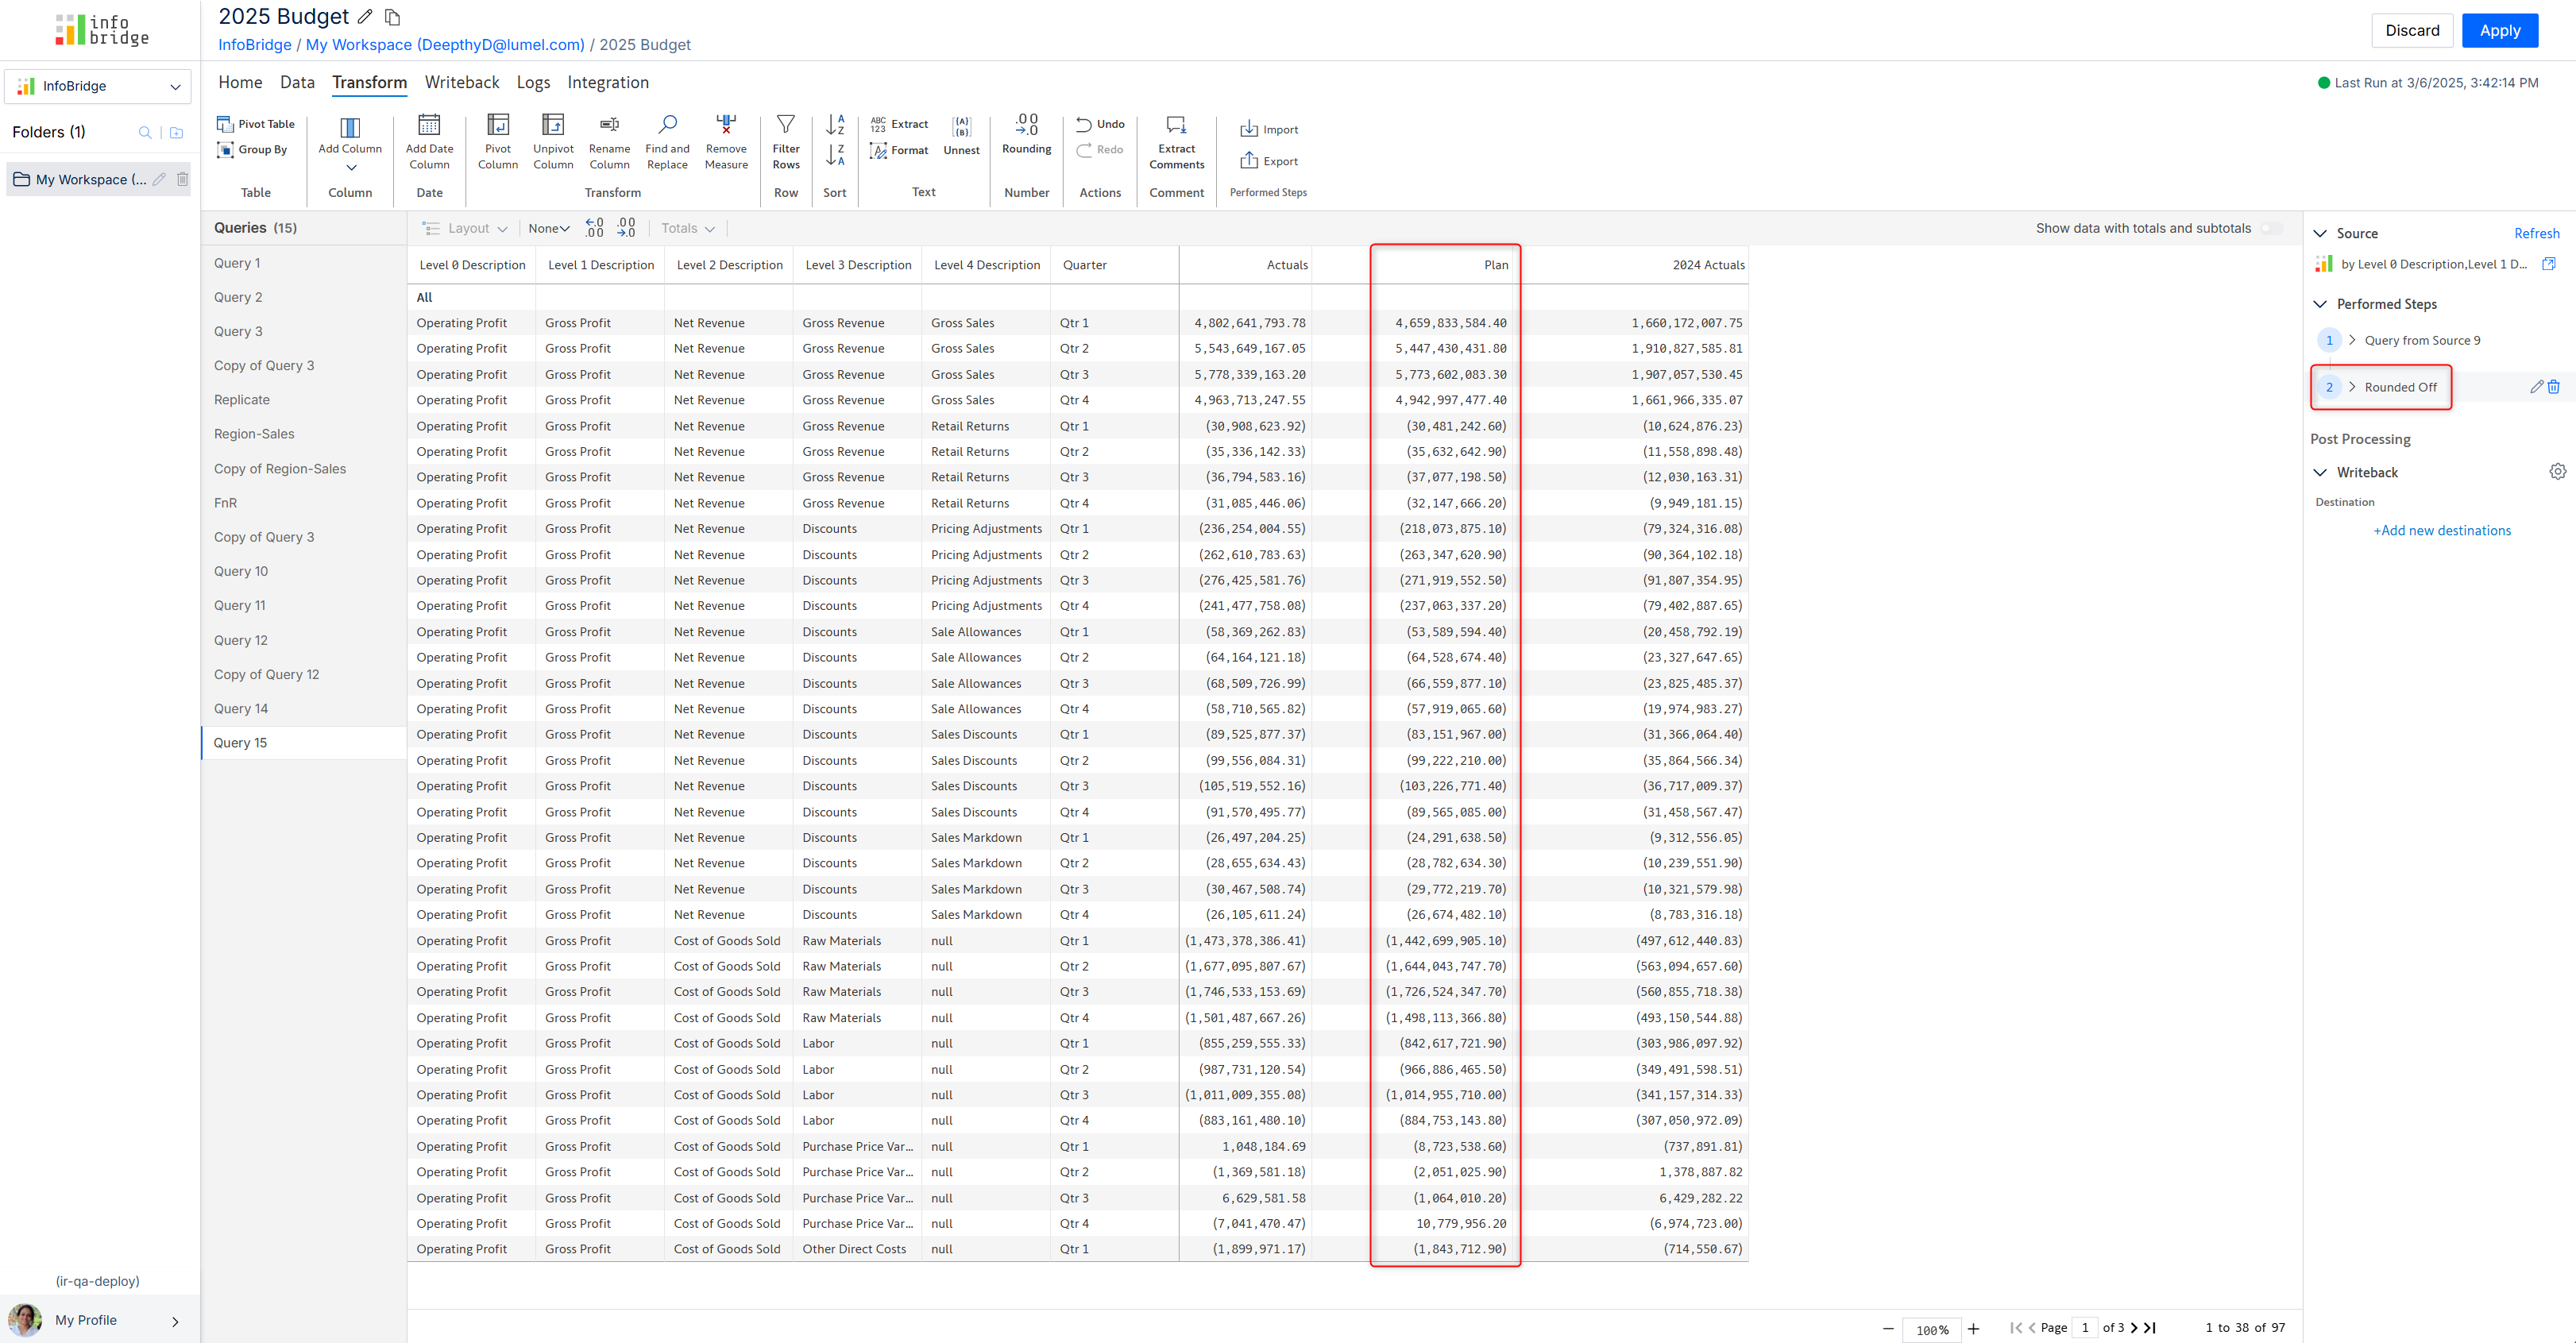 info
bridge
2025 Budget
InfoBridge / My Workspace (DeepthyD@lumel.com) / 2025 Budget
Discard
Apply
InfoBridge
Home Data Transform Writeback Logs Integration
Last Run at 3/6/2025, 3:42:14 PM
Folders (1)
My Workspace (...
Pivot Table
Group By
Table
Add Column
Column
Add Date
Column
Date
Pivot
Column
Unpivot
Column
Rename
Column
Find and
Replace
Remove
Measure
Transform
Filter
Rows
Row
Sort
Extract
Format
Unnest
Text
Rounding
Number
Undo
Redo
Actions
Extract
Comments
Comment
Import
Export
Performed Steps
Queries (15)
Layout None Totals
Show data with totals and subtotals
Query 1
Query 2
Query 3
Copy of Query 3
Replicate
Region-Sales
Copy of Region-Sales
FnR
Copy of Query 3
Query 10
Query 11
Query 12
Copy of Query 12
Query 14
Query 15
Level 0 Description Level 1 Description Level 2 Description Level 3 Description Level 4 Description Quarter Actuals Plan 2024 Actuals
All
Operating Profit Gross Profit Net Revenue Gross Revenue Gross Sales Qtr 1 4,802,641,793.78 4,659,833,584.40 1,660,172,007.75
Operating Profit Gross Profit Net Revenue Gross Revenue Gross Sales Qtr 2 5,543,649,167.05 5,447,430,431.80 1,910,827,585.81
Operating Profit Gross Profit Net Revenue Gross Revenue Gross Sales Qtr 3 5,778,339,163.20 5,773,602,083.30 1,907,057,530.45
Operating Profit Gross Profit Net Revenue Gross Revenue Gross Sales Qtr 4 4,963,713,247.55 4,942,997,477.40 1,661,966,335.07
Operating Profit Gross Profit Net Revenue Gross Revenue Retail Returns Qtr 1 (30,908,623.92) (30,481,242.60) (10,624,876.23)
Operating Profit Gross Profit Net Revenue Gross Revenue Retail Returns Qtr 2 (35,336,142.33) (35,632,642.90) (11,558,898.48)
Operating Profit Gross Profit Net Revenue Gross Revenue Retail Returns Qtr 3 (36,794,583.16) (37,077,198.50) (12,030,163.31)
Operating Profit Gross Profit Net Revenue Gross Revenue Retail Returns Qtr 4 (31,085,446.06) (32,147,666.20) (9,949,181.15)
Operating Profit Gross Profit Net Revenue Discounts Pricing Adjustments Qtr 1 (236,254,004.55) (218,073,875.10) (79,324,316.08)
Operating Profit Gross Profit Net Revenue Discounts Pricing Adjustments Qtr 2 (262,610,783.63) (263,347,620.90) (90,364,102.18)
Operating Profit Gross Profit Net Revenue Discounts Pricing Adjustments Qtr 3 (276,425,581.76) (271,919,552.50) (91,807,354.95)
Operating Profit Gross Profit Net Revenue Discounts Pricing Adjustments Qtr 4 (241,477,758.08) (237,063,337.20) (79,402,887.65)
Operating Profit Gross Profit Net Revenue Discounts Sale Allowances Qtr 1 (58,369,262.83) (53,589,594.40) (20,458,792.19)
Operating Profit Gross Profit Net Revenue Discounts Sale Allowances Qtr 2 (64,164,121.18) (64,528,674.40) (23,327,647.65)
Operating Profit Gross Profit Net Revenue Discounts Sale Allowances Qtr 3 (68,509,726.99) (66,559,877.10) (23,825,485.37)
Operating Profit Gross Profit Net Revenue Discounts Sale Allowances Qtr 4 (58,710,565.82) (57,919,065.60) (19,974,983.27)
Operating Profit Gross Profit Net Revenue Discounts Sales Discounts Qtr 1 (89,525,877.37) (83,151,967.00) (31,366,064.40)
Operating Profit Gross Profit Net Revenue Discounts Sales Discounts Qtr 2 (99,556,084.31) (99,222,210.00) (35,864,566.34)
Operating Profit Gross Profit Net Revenue Discounts Sales Discounts Qtr 3 (105,519,552.16) (103,226,771.40) (36,717,009.37)
Operating Profit Gross Profit Net Revenue Discounts Sales Discounts Qtr 4 (91,570,495.77) (89,565,085.00) (31,458,567.47)
Operating Profit Gross Profit Net Revenue Discounts Sales Markdown Qtr 1 (26,497,204.25) (24,291,638.50) (9,312,556.05)
Operating Profit Gross Profit Net Revenue Discounts Sales Markdown Qtr 2 (28,655,634.43) (28,782,634.30) (10,239,551.90)
Operating Profit Gross Profit Net Revenue Discounts Sales Markdown Qtr 3 (30,467,508.74) (29,772,219.70) (10,321,579.98)
Operating Profit Gross Profit Net Revenue Discounts Sales Markdown Qtr 4 (26,105,611.24) (26,674,482.10) (8,783,316.18)
Operating Profit Gross Profit Cost of Goods Sold Raw Materials null Qtr 1 (1,473,378,386.41) (1,442,699,905.10) (497,612,440.83)
Operating Profit Gross Profit Cost of Goods Sold Raw Materials null Qtr 2 (1,677,095,807.67) (1,644,043,747.70) (563,094,657.60)
Operating Profit Gross Profit Cost of Goods Sold Raw Materials null Qtr 3 (1,746,533,153.69) (1,726,524,347.70) (560,855,718.38)
Operating Profit Gross Profit Cost of Goods Sold Raw Materials null Qtr 4 (1,501,487,667.26) (1,498,113,366.80) (493,150,544.88)
Operating Profit Gross Profit Cost of Goods Sold Labor null Qtr 1 (855,259,555.33) (842,617,721.90) (303,986,097.92)
Operating Profit Gross Profit Cost of Goods Sold Labor null Qtr 2 (987,731,120.54) (966,886,465.50) (349,491,598.51)
Operating Profit Gross Profit Cost of Goods Sold Labor null Qtr 3 (1,011,009,355.08) (1,014,955,710.00) (341,157,314.33)
Operating Profit Gross Profit Cost of Goods Sold Labor null Qtr 4 (883,161,480.10) (884,753,143.80) (307,050,972.09)
Operating Profit Gross Profit Cost of Goods Sold Purchase Price Var... null Qtr 1 1,048,184.69 (8,723,538.60) (737,891.81)
Operating Profit Gross Profit Cost of Goods Sold Purchase Price Var... null Qtr 2 (1,369,581.18) (2,051,025.90) 1,378,887.82
Operating Profit Gross Profit Cost of Goods Sold Purchase Price Var... null Qtr 3 6,629,581.58 (1,064,010.20) 6,429,282.22
Operating Profit Gross Profit Cost of Goods Sold Purchase Price Var... null Qtr 4 (7,041,470.47) 10,779,956.20 (6,974,723.00)
Operating Profit Gross Profit Cost of Goods Sold Other Direct Costs null Qtr 1 (1,899,971.17) (1,843,712.90) (714,550.67)
Source Refresh
by Level 0 Description,Level 1 D...
Performed Steps
1 Query from Source 9
2 Rounded Off
Post Processing
Writeback
Destination
+Add new destinations
(ir-qa-deploy)
My Profile
100% Page 1 of 3 1 to 38 of 97